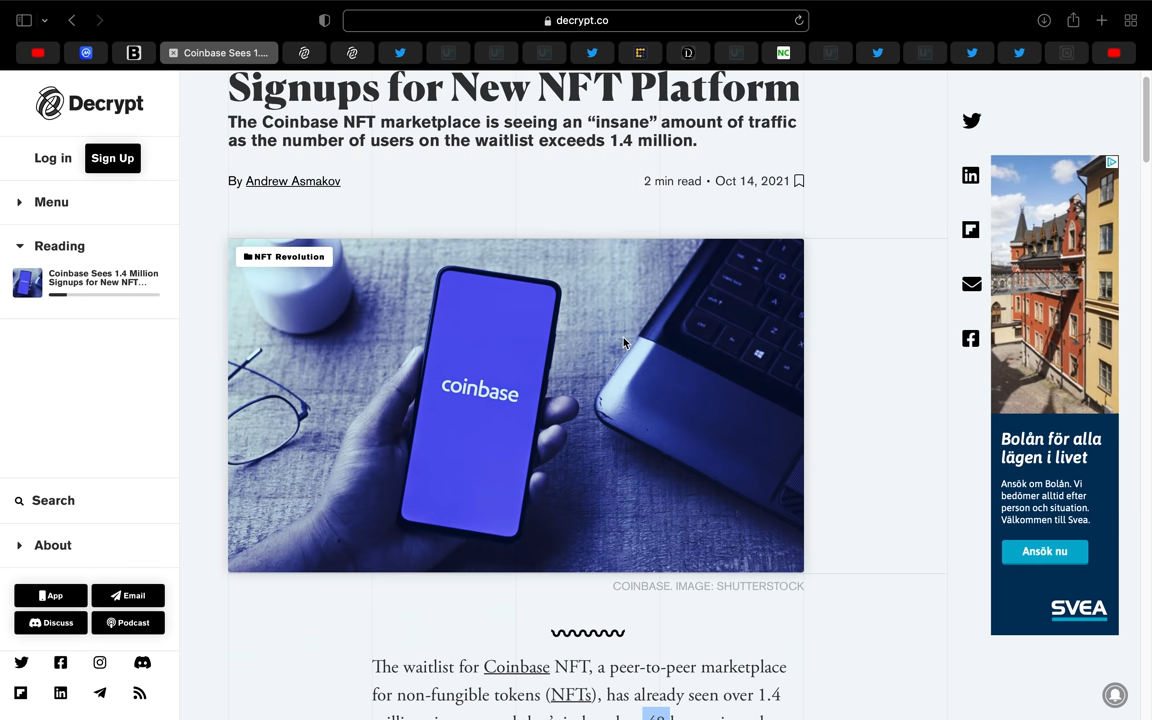 decrypt.co
Coinbase Sees 1....
NC
Decrypt
Log in
Sign Up
Menu
Reading
Coinbase Sees 1.4 Million
Signups for New NFT...
Search
About
App
Email
Discuss
Podcast
Signups for New NFT Platform
The Coinbase NFT marketplace is seeing an “insane” amount of traffic
as the number of users on the waitlist exceeds 1.4 million.
By Andrew Asmakov
2 min read • Oct 14, 2021
NFT Revolution
coinbase
COINBASE. IMAGE: SHUTTERSTOCK
The waitlist for Coinbase NFT, a peer-to-peer marketplace
for non-fungible tokens (NFTs), has already seen over 1.4
Bolån för alla
lägen i livet
Ansök om Bolån. Vi
bedömer alltid efter
person och situation.
Välkommen till Svea.
Ansök nu
SVEA